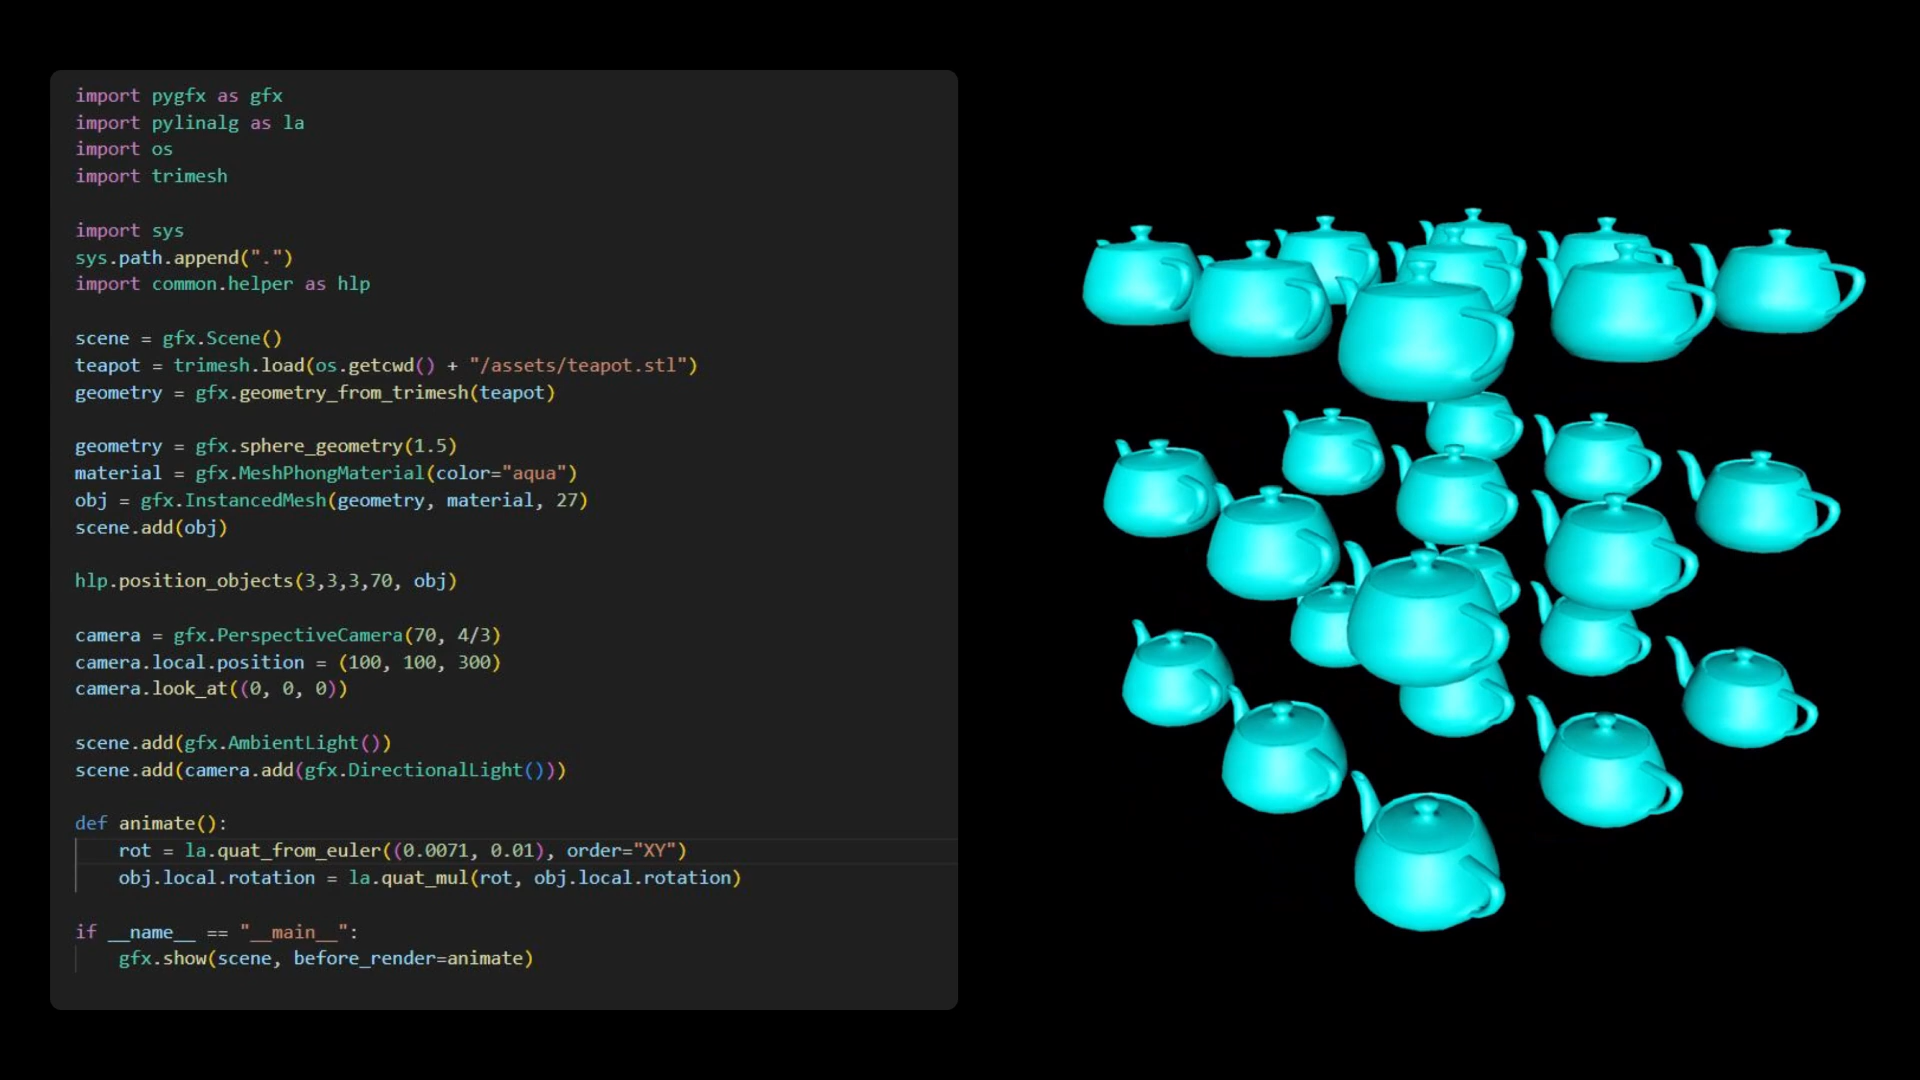 import pygfx as gfx
import pylinalg as la
import os
import trimesh
import sys
sys.path.append(".")
import common.helper as hlp
scene = gfx.Scene()
teapot = trimesh.load(os.getcwd() + "/assets/teapot.stl")
geometry = gfx.geometry_from_trimesh(teapot)
geometry = gfx.sphere_geometry(1.5)
material = gfx.MeshPhongMaterial(color="aqua")
obj = gfx.InstancedMesh(geometry, material, 27)
scene.add(obj)
hlp.position_objects(3,3,3,70, obj)
camera = gfx.PerspectiveCamera(70, 4/3)
camera.local.position = (100, 100, 300)
camera.look_at((0, 0, 0))
scene.add(gfx.AmbientLight())
scene.add(camera.add(gfx.DirectionalLight()))
def animate():
    rot = la.quat_from_euler((0.0071, 0.01), order="XY")
    obj.local.rotation = la.quat_mul(rot, obj.local.rotation)
if __name__ == "__main__":
    gfx.show(scene, before_render=animate)